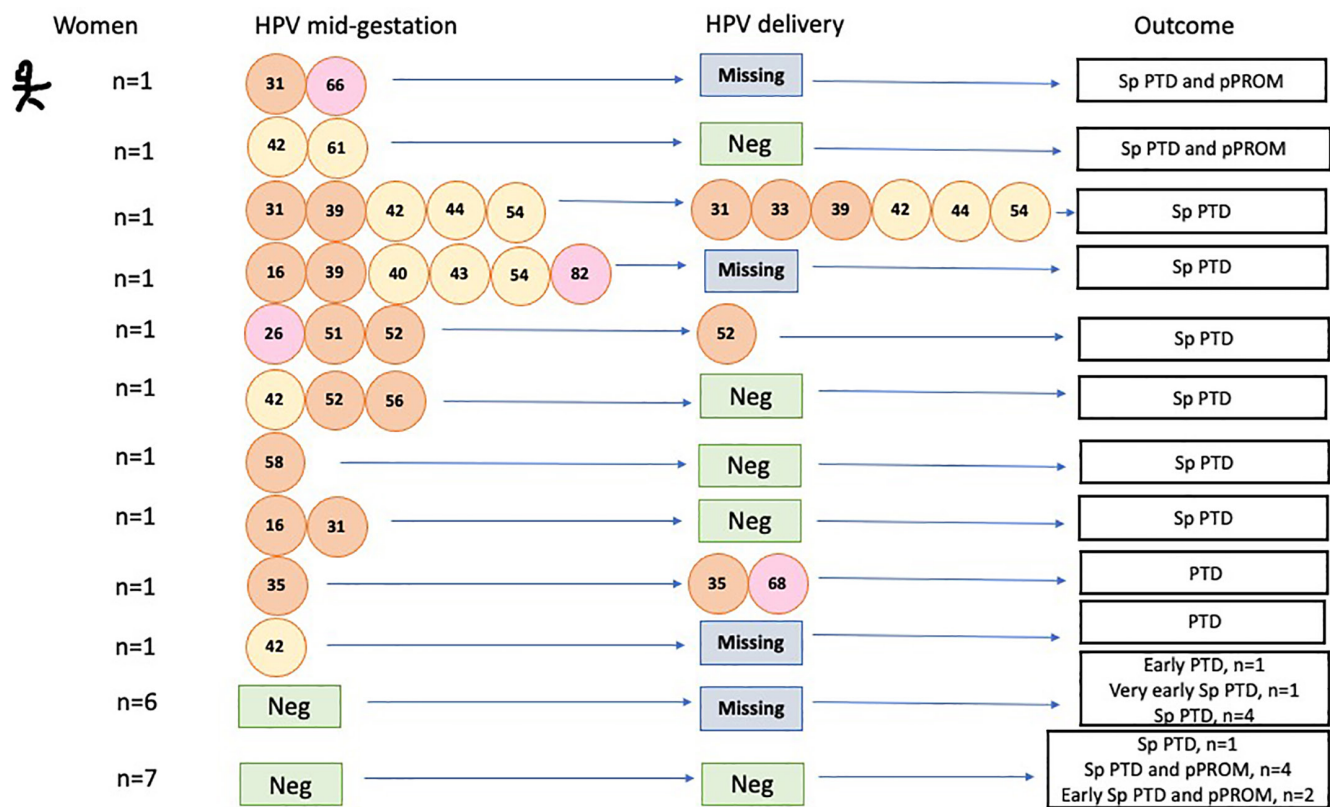 Women HPV mid-gestation HPV delivery Outcome
n=1 31 66 Missing Sp PTD and pPROM
n=1 42 61 Neg Sp PTD and pPROM
n=1 31 39 42 44 54 31 33 39 42 44 54 Sp PTD
n=1 16 39 40 43 54 82 Missing Sp PTD
n=1 26 51 52 52 Sp PTD
n=1 42 52 56 Neg Sp PTD
n=1 58 Neg Sp PTD
n=1 16 31 Neg Sp PTD
n=1 35 35 68 PTD
n=1 42 Missing PTD
n=6 Neg Missing Early PTD, n=1
Very early Sp PTD, n=1
Sp PTD, n=4
n=7 Neg Neg Sp PTD, n=1
Sp PTD and pPROM, n=4
Early Sp PTD and pPROM, n=2